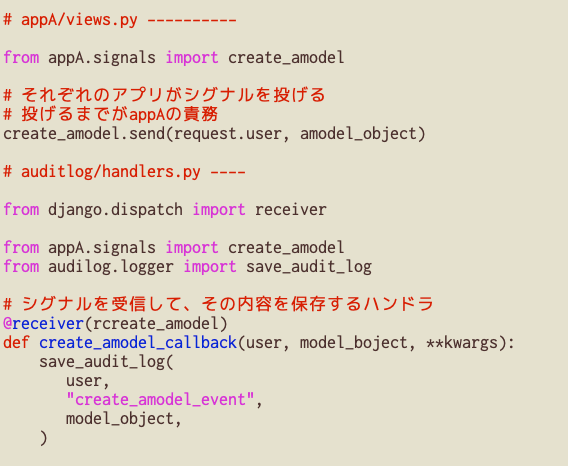 # appA/views.py ----------
from appA.signals import create_amodel
# それぞれのアプリがシグナルを投げる
# 投げるまでがappAの責務
create_amodel.send(request.user, amodel_object)
# auditlog/handlers.py ----
from django.dispatch import receiver
from appA.signals import create_amodel
from audilog.logger import save_audit_log
# シグナルを受信して、その内容を保存するハンドラ
@receiver(rcreate_amodel)
def create_amodel_callback(user, model_boject, **kwargs):
    save_audit_log(
       user,
       "create_amodel_event",
       model_object,
    )